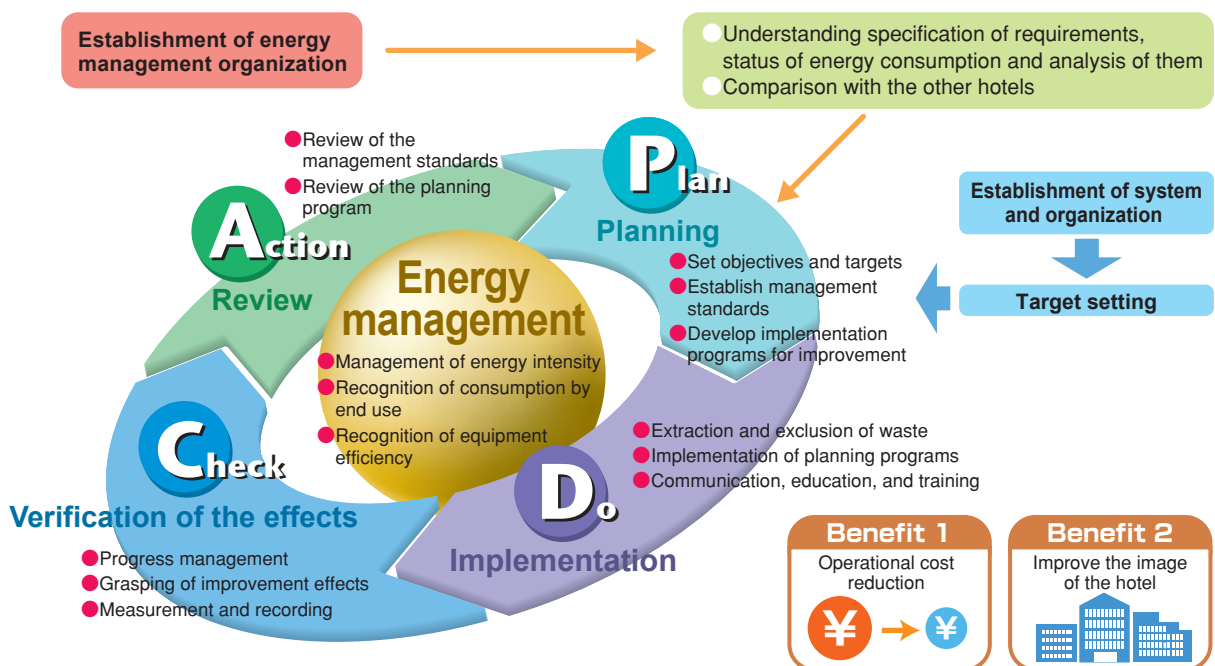 Establishment of energy
management organization
Understanding specification of requirements,
status of energy consumption and analysis of them
Comparison with the other hotels
Review of the
management standards
Review of the planning
program
Action
Review
Plan
Planning
Set objectives and targets
Establish management
standards
Develop implementation
programs for improvement
Establishment of system
and organization
Target setting
Energy
management
Management of energy intensity
Recognition of consumption by
end use
Recognition of equipment
efficiency
Check
Verification of the effects
Progress management
Grasping of improvement effects
Measurement and recording
Do
Implementation
Extraction and exclusion of waste
Implementation of planning programs
Communication, education, and training
Benefit 1
Operational cost
reduction
¥ ¥
Benefit 2
Improve the image
of the hotel